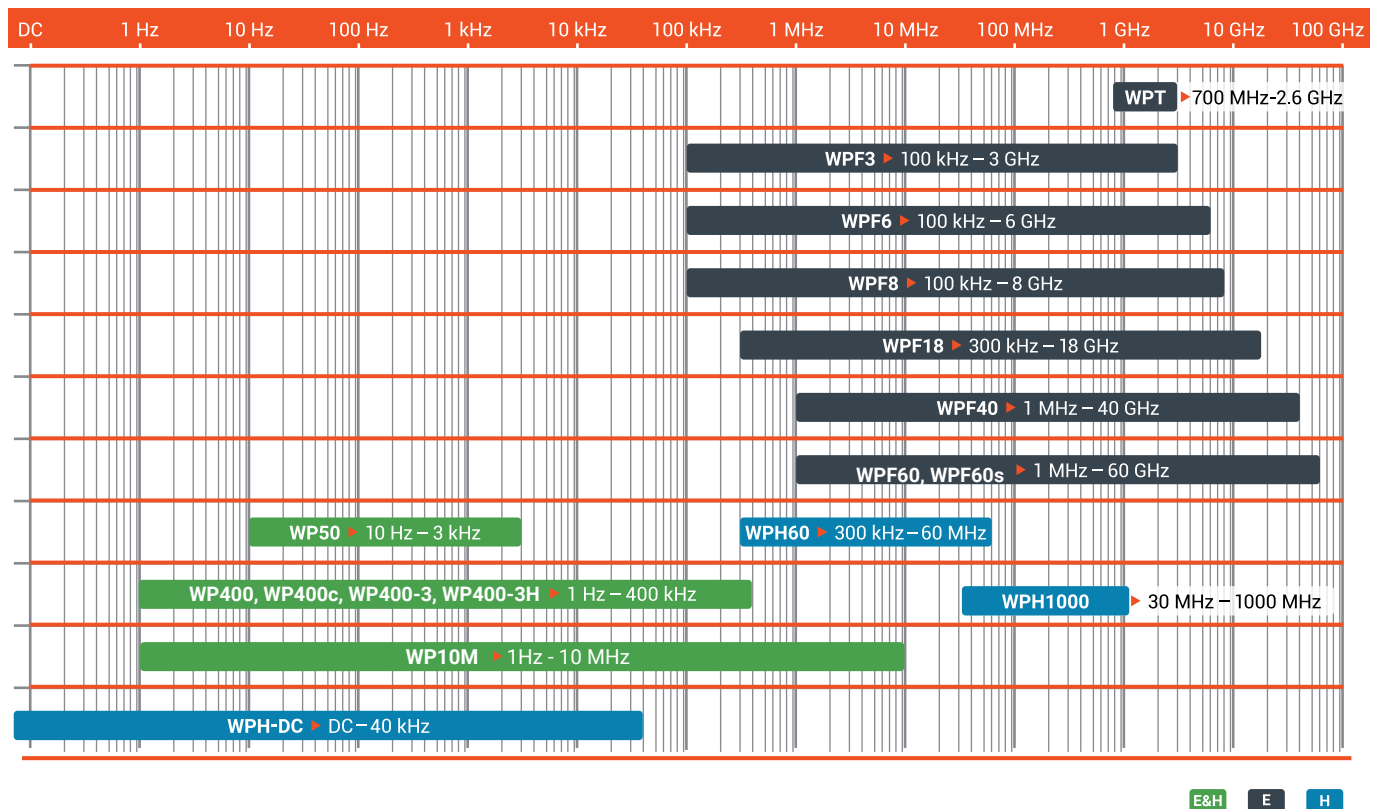 DC 1 Hz 10 Hz 100 Hz 1 kHz 10 kHz 100 kHz 1 MHz 10 MHz 100 MHz 1 GHz 10 GHz 100 GHz
WPT ▶ 700 MHz-2.6 GHz
WPF3 ▶ 100 kHz – 3 GHz
WPF6 ▶ 100 kHz – 6 GHz
WPF8 ▶ 100 kHz – 8 GHz
WPF18 ▶ 300 kHz – 18 GHz
WPF40 ▶ 1 MHz – 40 GHz
WPF60, WPF60s ▶ 1 MHz – 60 GHz
WP50 ▶ 10 Hz – 3 kHz WPH60 ▶ 300 kHz – 60 MHz
WP400, WP400c, WP400-3, WP400-3H ▶ 1 Hz – 400 kHz WPH1000 ▶ 30 MHz – 1000 MHz
WP10M ▶ 1Hz - 10 MHz
WPH-DC ▶ DC – 40 kHz
E&H E H